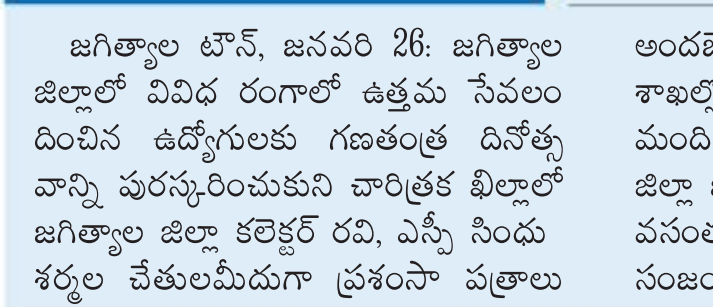 జగిత్యాల టౌన్, జనవరి 26: జగిత్యాల
జిల్లాలో వివిధ రంగాలో ఉత్తమ సేవలం
దించిన ఉద్యోగులకు గణతంత్ర దినోత్స
వాన్ని పురస్కరించుకుని చారిత్రక ఖిల్లాలో
జగిత్యాల జిల్లా కలెక్టర్ రవి, ఎస్పీ సింధు
శర్మల చేతులమీదుగా ప్రశంసా పత్రాలు
మంది
జిల్లా